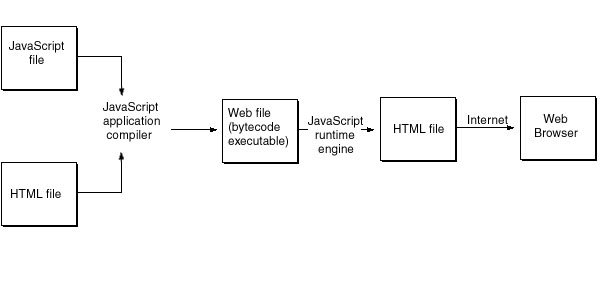 JavaScript
file
JavaScript
application
compiler
HTML file
Web file
(bytecode
executable)
JavaScript
runtime
engine
HTML file
Internet
Web
Browser